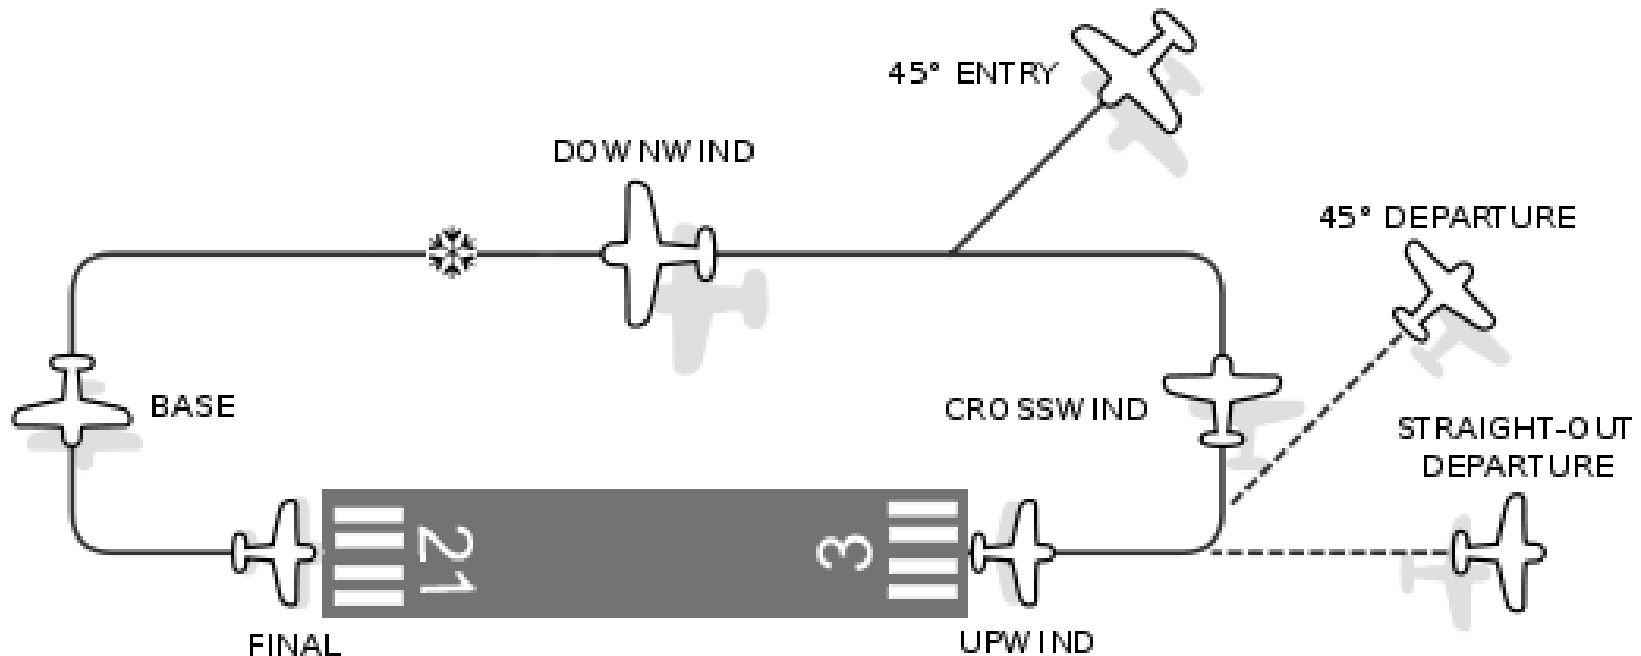 45° ENTRY
DOWNWIND
45° DEPARTURE
BASE
CROSSWIND
STRAIGHT-OUT
DEPARTURE
21
3
FINAL
UPWIND